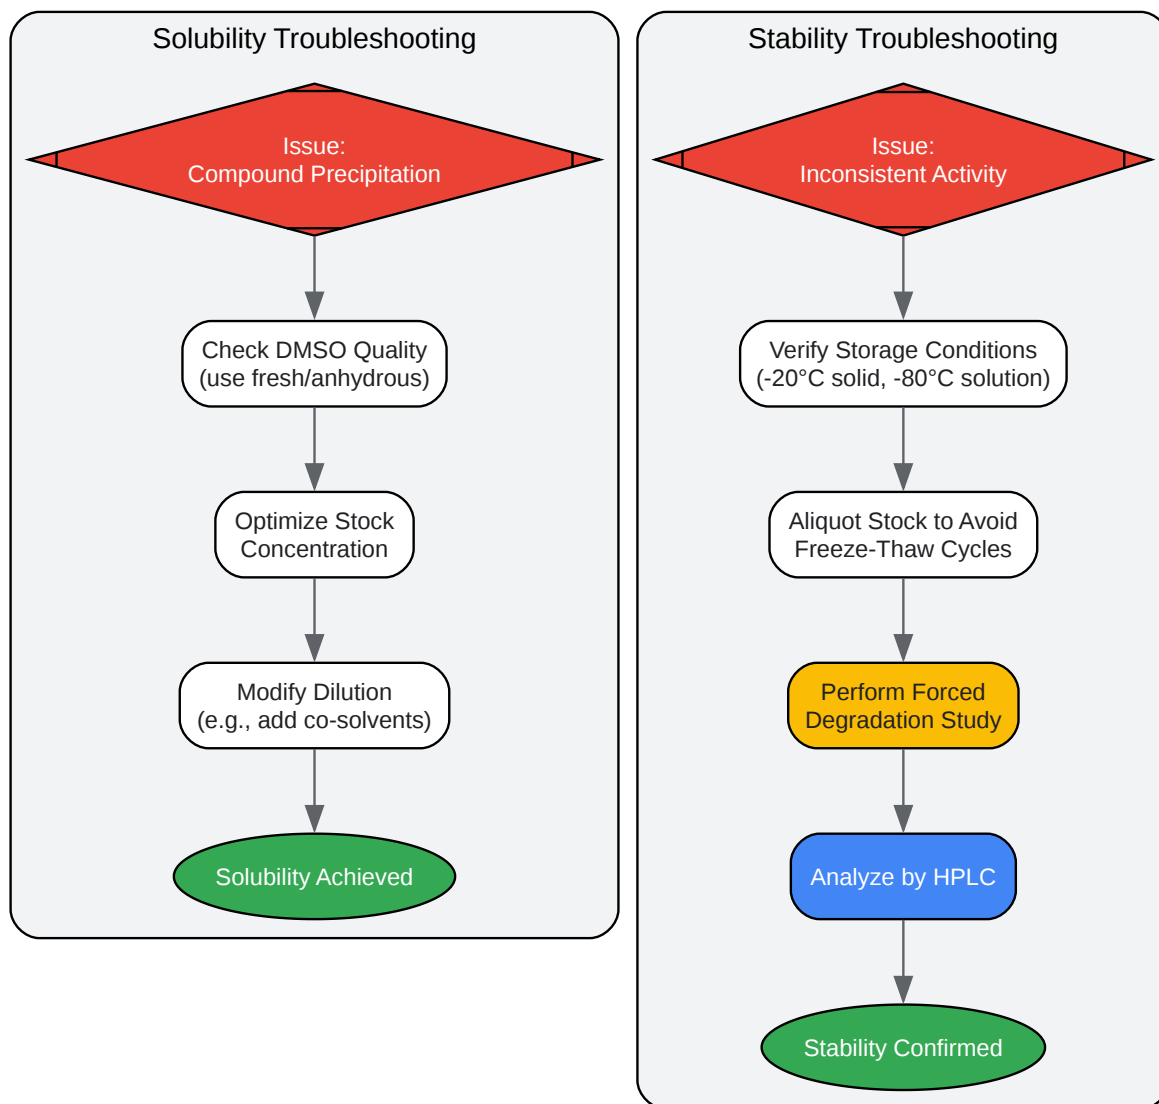 Solubility Troubleshooting
Issue:
Compound Precipitation
Check DMSO Quality
(use fresh/anhydrous)
Optimize Stock
Concentration
Modify Dilution
(e.g., add co-solvents)
Solubility Achieved
Stability Troubleshooting
Issue:
Inconsistent Activity
Verify Storage Conditions
(-20°C solid, -80°C solution)
Aliquot Stock to Avoid
Freeze-Thaw Cycles
Perform Forced
Degradation Study
Analyze by HPLC
Stability Confirmed